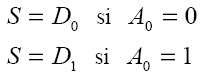 S = D₀ si A₀ = 0
S = D₁ si A₀ = 1